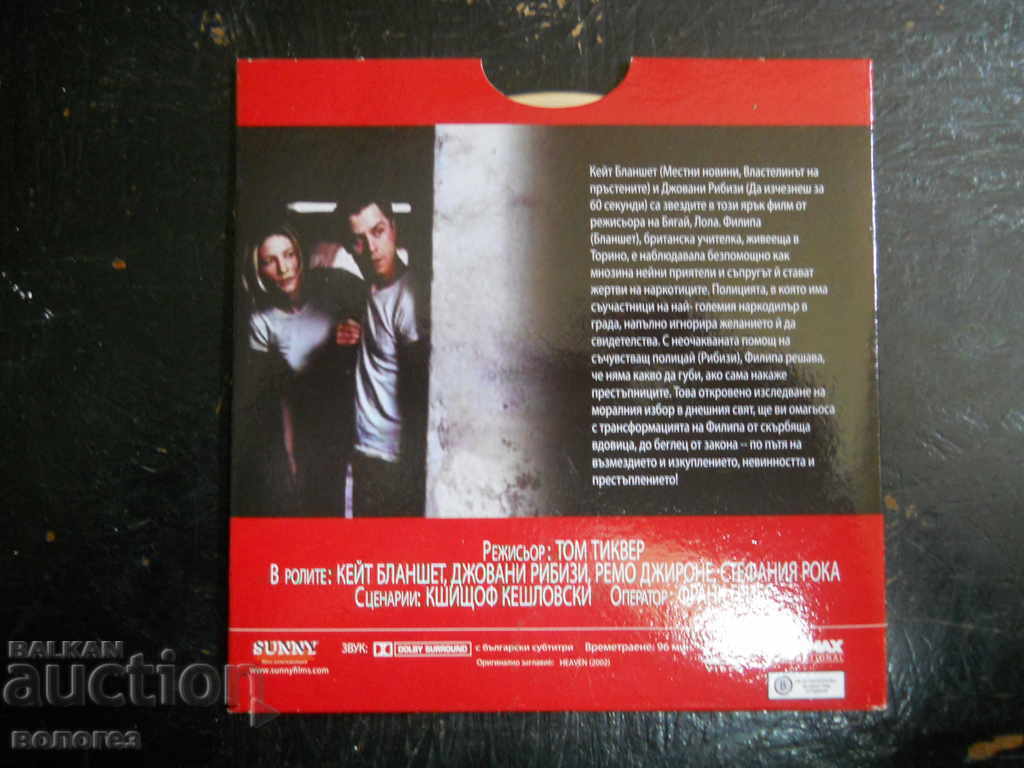 Кейт Бланшет (Местни новини, Властелинът на
пръстените) и Джовани Рибизи (Да изчезнеш за
60 секунди) са звездите в този ярък филм от
режисьора на Бягай, Лола. Филипа
(Бланшет), британска учителка, живееща в
Торино, е наблюдавала безпомощно как
мнозина нейни приятели и съпругът ѝ стават
жертви на наркотиците. Полицията, в която има
съучастници на най- големия наркодилър в
града, напълно игнорира желанието ѝ да
свидетелства. С неочакваната помощ на
съчувстващ полицай (Рибизи), Филипа решава,
че няма какво да губи, ако сама накаже
престъпниците. Това откровено изследване на
моралния избор в днешния свят, ще ви омагьоса
с трансформацията на Филипа от скърбяща
вдовица, до беглец от закона -- по пътя на
възмездието и изкуплението, невинността и
престъплението!
Режисьор: ТОМ ТИКВЕР
В ролите: КЕЙТ БЛАНШЕТ, ДЖОВАНИ РИБИЗИ, РЕМО ДЖИРОНЕ, СТЕФАНИЯ РОКА
Сценарии: КШИЩОФ КЕШЛОВСКИ Оператор: ФРАНК
SUNNY
www.sunnyfilms.com
ЗВУК: DOLBY SURROUND с български субтитри Времетраене: 96 мин
Оригинално заглавие: HEAVEN (2002)
B
БАЛКАН
auction
вологез